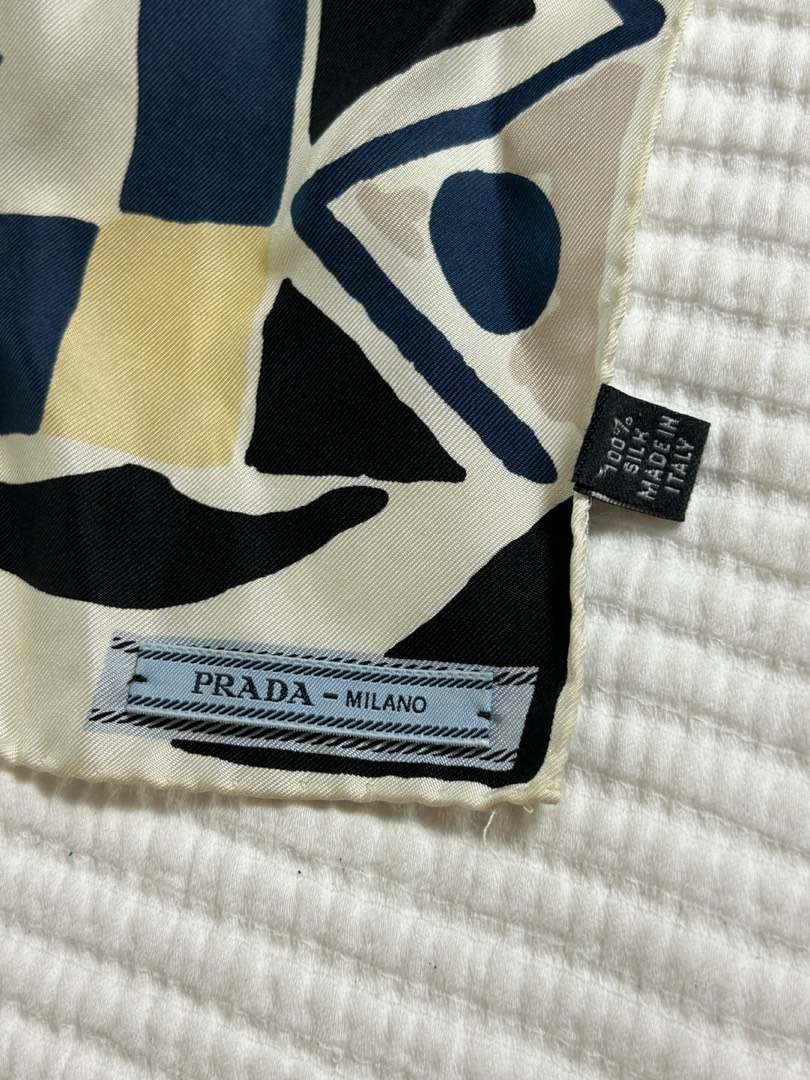 100%
SILK
MADE IN
ITALY
PRADA - MILANO